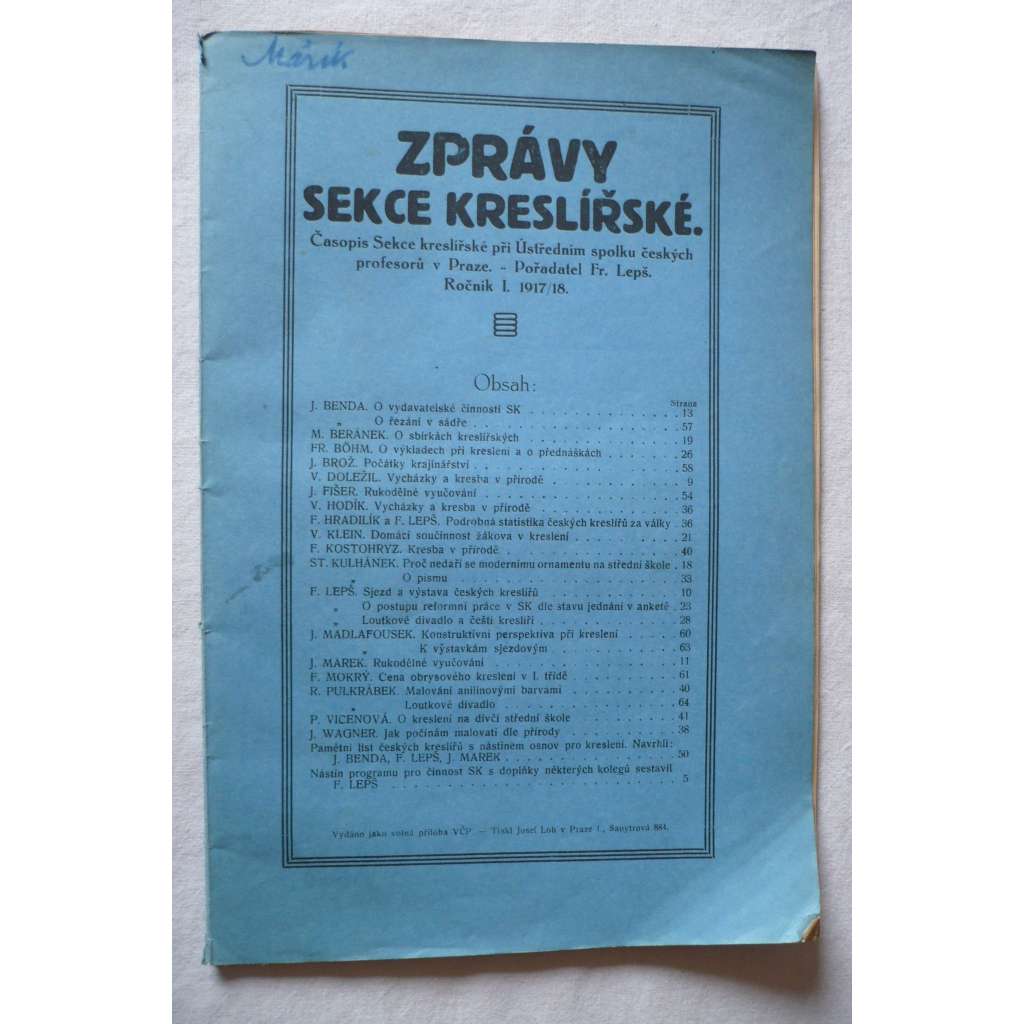 Mařík
ZPRÁVY
SEKCE KRESLÍŘSKÉ.
Časopis Sekce kreslířské při Ústředním spolku českých
profesorů v Praze. - Pořadatel Fr. Lepš.
Ročník I. 1917/18.
Obsah:
Strana
J. BENDA. O vydavatelské činnosti SK . . . . . . . . . . . . . . . 13
„ O řezání v sádře . . . . . . . . . . . . . . . 57
M. BERÁNEK. O sbírkách kreslířských . . . . . . . . . . . . . . . 19
FR. BÖHM. O výkladech při kreslení a o přednáškách . . . . . . . . 26
J. BROŽ. Počátky krajinářství . . . . . . . . . . . . . . . 58
V. DOLEŽIL. Vycházky a kresba v přírodě . . . . . . . . . . . . 9
J. FIŠER. Rukodělné vyučování . . . . . . . . . . . . . . . 54
V. HODÍK. Vycházky a kresba v přírodě . . . . . . . . . . . . 36
F. HRADILÍK a F. LEPŠ. Podrobná statistika českých kreslířů za války . 36
V. KLEIN. Domácí součinnost žákova v kreslení . . . . . . . . . . 21
F. KOSTOHRYZ. Kresba v přírodě . . . . . . . . . . . . . . . 40
ST. KULHÁNEK. Proč nedaří se modernímu ornamentu na střední škole . 18
„ O písmu . . . . . . . . . . . . . . . 33
F. LEPŠ. Sjezd a výstava českých kreslířů . . . . . . . . . . . . 10
„ O postupu reformní práce v SK dle stavu jednání v anketě . 23
„ Loutkové divadlo a čeští kreslíři . . . . . . . . . . . . 28
J. MADLAFOUSEK. Konstruktivní perspektiva při kreslení . . . . . 60
„ K výstavkám sjezdovým . . . . . . . . . . 63
J. MAREK. Rukodělné vyučování . . . . . . . . . . . . . . . 11
F. MOKRÝ. Cena obrysového kreslení v I. třídě . . . . . . . . . . 61
R. PULKRÁBEK. Malování anilinovými barvami . . . . . . . . . . 40
„ Loutkové divadlo . . . . . . . . . . . . . . . 64
P. VICENOVÁ. O kreslení na dívčí střední škole . . . . . . . . . . 41
J. WAGNER. Jak počínám malovati dle přírody . . . . . . . . . . 38
Pamětní list českých kreslířů s nástinem osnov pro kreslení. Navrhli:
J. BENDA, F. LEPŠ, J. MAREK . . . . . . . . . . . . . . . 50
Nástin programu pro činnost SK s doplňky některých kolegů sestavil
F. LEPŠ . . . . . . . . . . . . . . . 5
Vydáno jako volná příloha VČP. — Tiskl Josef Loh v Praze I., Sanytrová 884.